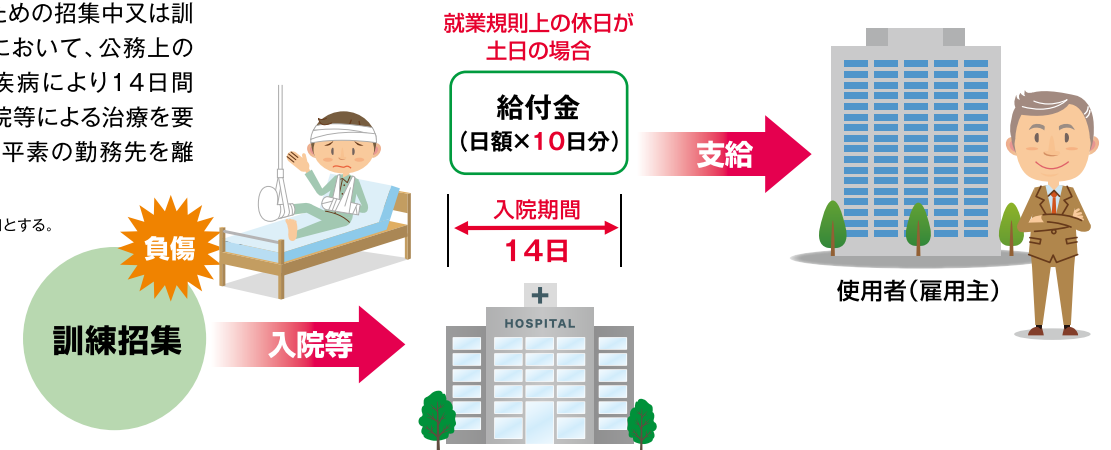 ための招集中又は訓
において、公務上の
疾病により14日間
院等による治療を要
平素の勤務先を離
とする。
負傷
訓練招集
入院等
就業規則上の休日が
土日の場合
給付金
（日額×10日分）
入院期間
14日
HOSPITAL
支給
使用者（雇用主）